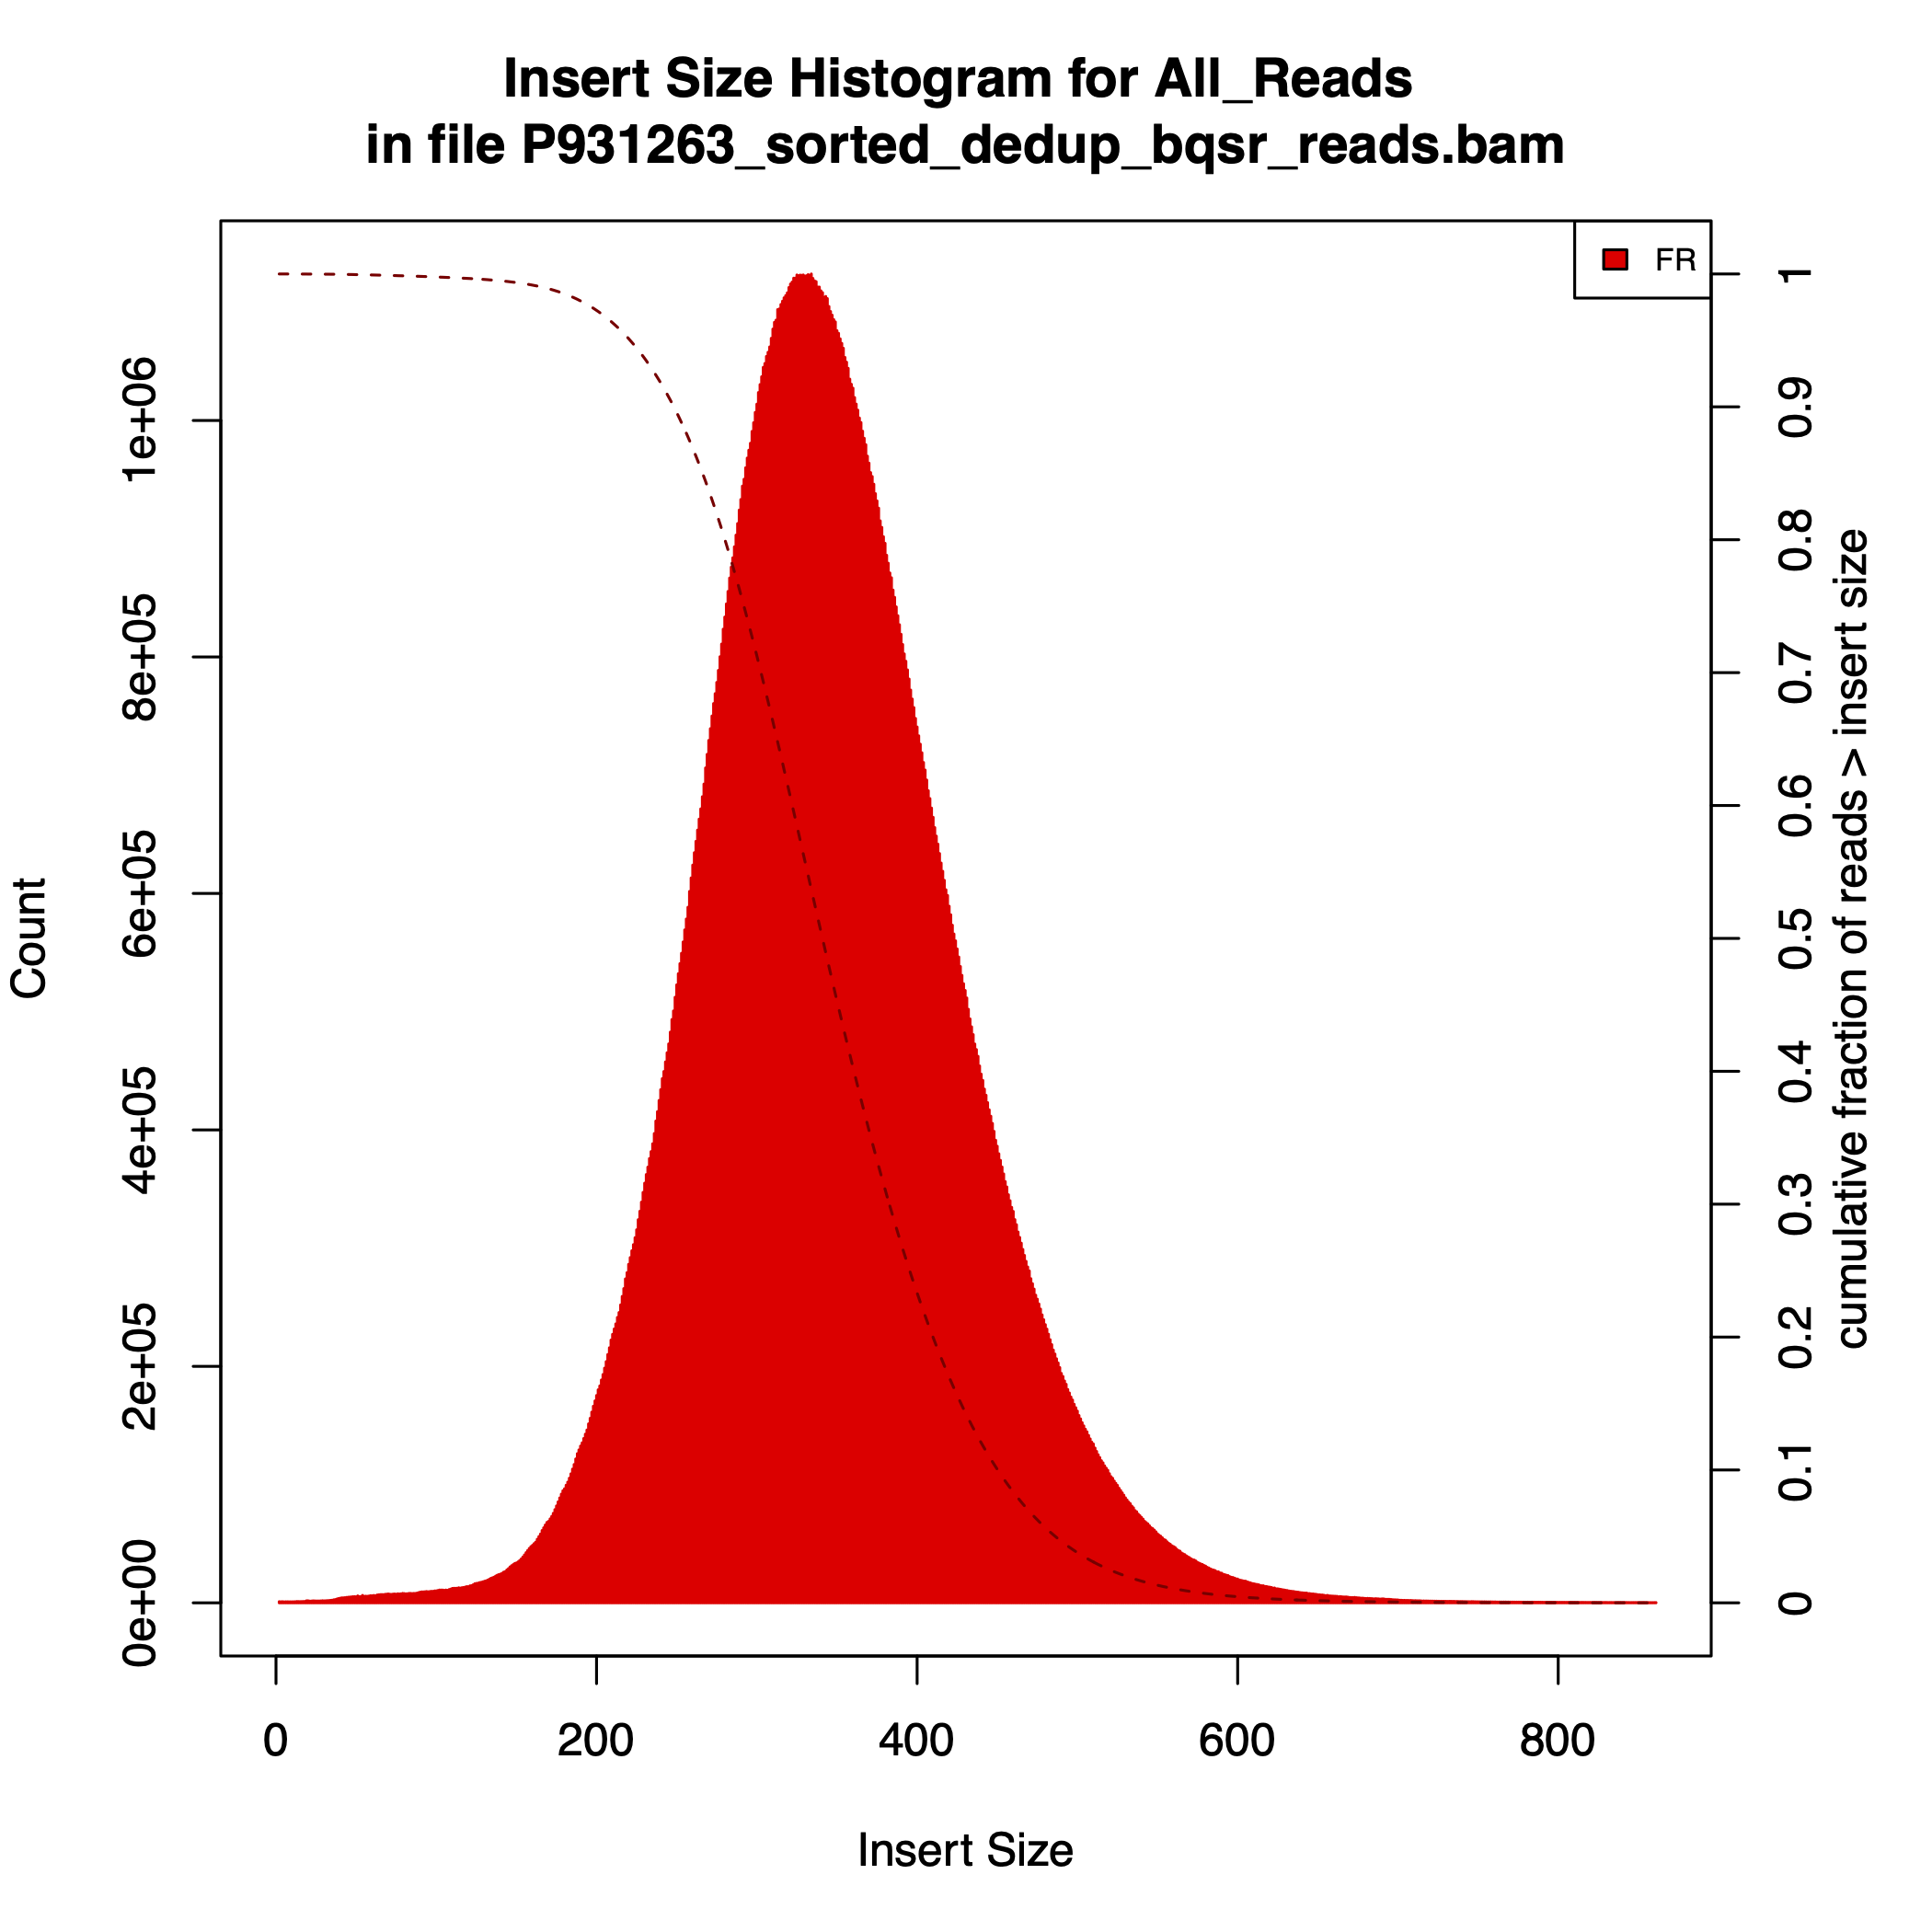 Insert Size Histogram for All_Reads
in file P931263_sorted_dedup_bqsr_reads.bam
FR
Count
0e+00
2e+05
4e+05
6e+05
8e+05
1e+06
0
0.1
0.2
0.3
0.4
0.5
0.6
0.7
0.8
0.9
1
cumulative fraction of reads > insert size
0 200 400 600 800
Insert Size